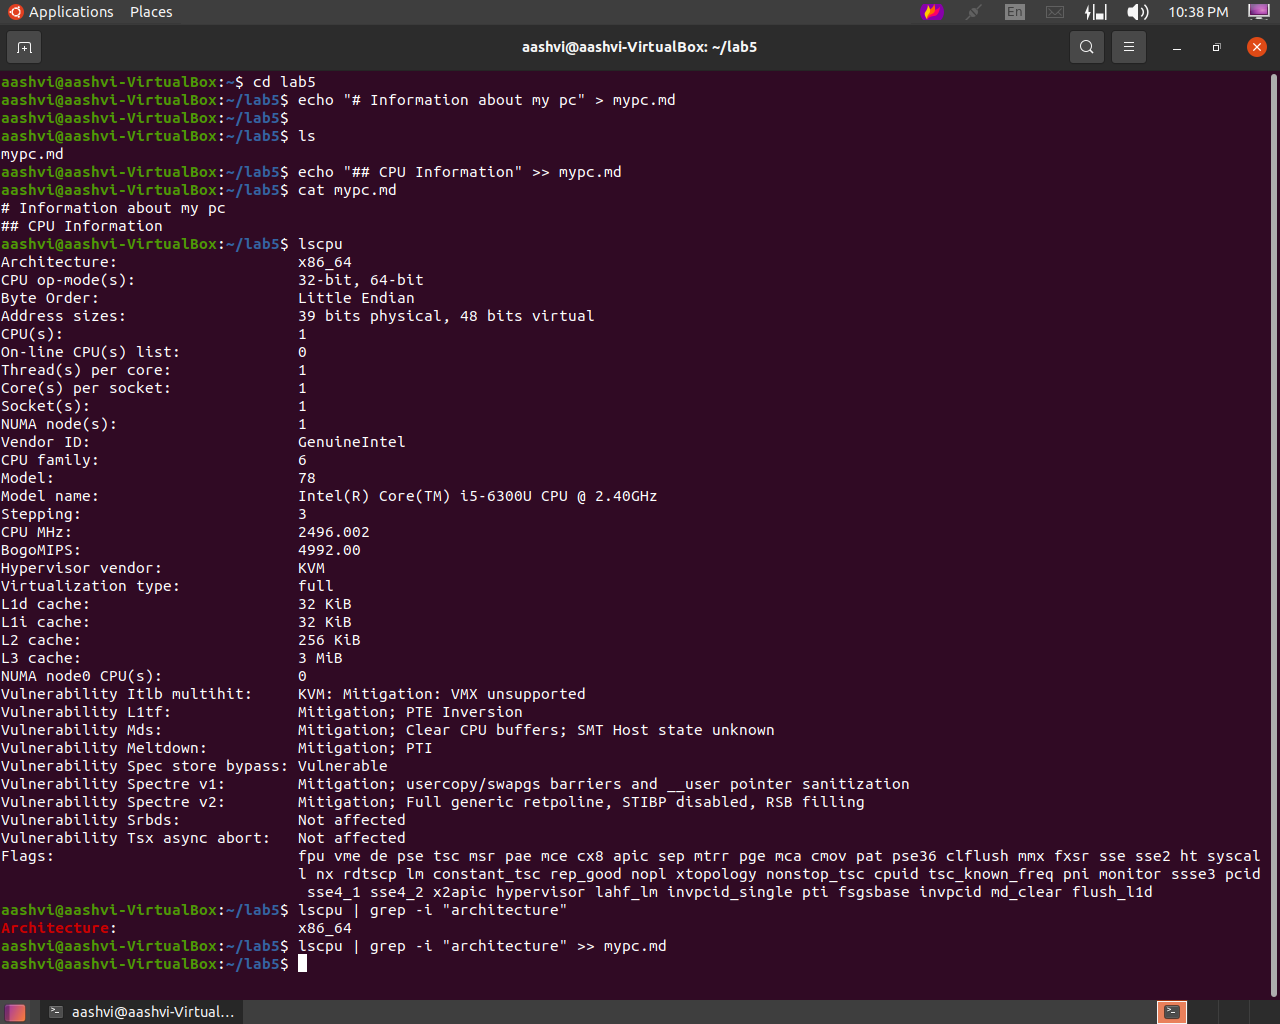 Applications Places En 10:38 PM
aashvi@aashvi-VirtualBox: ~/lab5
aashvi@aashvi-VirtualBox:~$ cd lab5
aashvi@aashvi-VirtualBox:~/lab5$ echo "# Information about my pc" > mypc.md
aashvi@aashvi-VirtualBox:~/lab5$
aashvi@aashvi-VirtualBox:~/lab5$ ls
mypc.md
aashvi@aashvi-VirtualBox:~/lab5$ echo "## CPU Information" >> mypc.md
aashvi@aashvi-VirtualBox:~/lab5$ cat mypc.md
# Information about my pc
## CPU Information
aashvi@aashvi-VirtualBox:~/lab5$ lscpu
Architecture: x86_64
CPU op-mode(s): 32-bit, 64-bit
Byte Order: Little Endian
Address sizes: 39 bits physical, 48 bits virtual
CPU(s): 1
On-line CPU(s) list: 0
Thread(s) per core: 1
Core(s) per socket: 1
Socket(s): 1
NUMA node(s): 1
Vendor ID: GenuineIntel
CPU family: 6
Model: 78
Model name: Intel(R) Core(TM) i5-6300U CPU @ 2.40GHz
Stepping: 3
CPU MHz: 2496.002
BogoMIPS: 4992.00
Hypervisor vendor: KVM
Virtualization type: full
L1d cache: 32 KiB
L1i cache: 32 KiB
L2 cache: 256 KiB
L3 cache: 3 MiB
NUMA node0 CPU(s): 0
Vulnerability Itlb multihit: KVM: Mitigation: VMX unsupported
Vulnerability L1tf: Mitigation; PTE Inversion
Vulnerability Mds: Mitigation; Clear CPU buffers; SMT Host state unknown
Vulnerability Meltdown: Mitigation; PTI
Vulnerability Spec store bypass: Vulnerable
Vulnerability Spectre v1: Mitigation; usercopy/swapgs barriers and __user pointer sanitization
Vulnerability Spectre v2: Mitigation; Full generic retpoline, STIBP disabled, RSB filling
Vulnerability Srbds: Not affected
Vulnerability Tsx async abort: Not affected
Flags: fpu vme de pse tsc msr pae mce cx8 apic sep mtrr pge mca cmov pat pse36 clflush mmx fxsr sse sse2 ht syscal
l nx rdtscp lm constant_tsc rep_good nopl xtopology nonstop_tsc cpuid tsc_known_freq pni monitor ssse3 pcid
sse4_1 sse4_2 x2apic hypervisor lahf_lm invpcid_single pti fsgsbase invpcid md_clear flush_l1d
aashvi@aashvi-VirtualBox:~/lab5$ lscpu | grep -i "architecture"
Architecture: x86_64
aashvi@aashvi-VirtualBox:~/lab5$ lscpu | grep -i "architecture" >> mypc.md
aashvi@aashvi-VirtualBox:~/lab5$
aashvi@aashvi-Virtual...